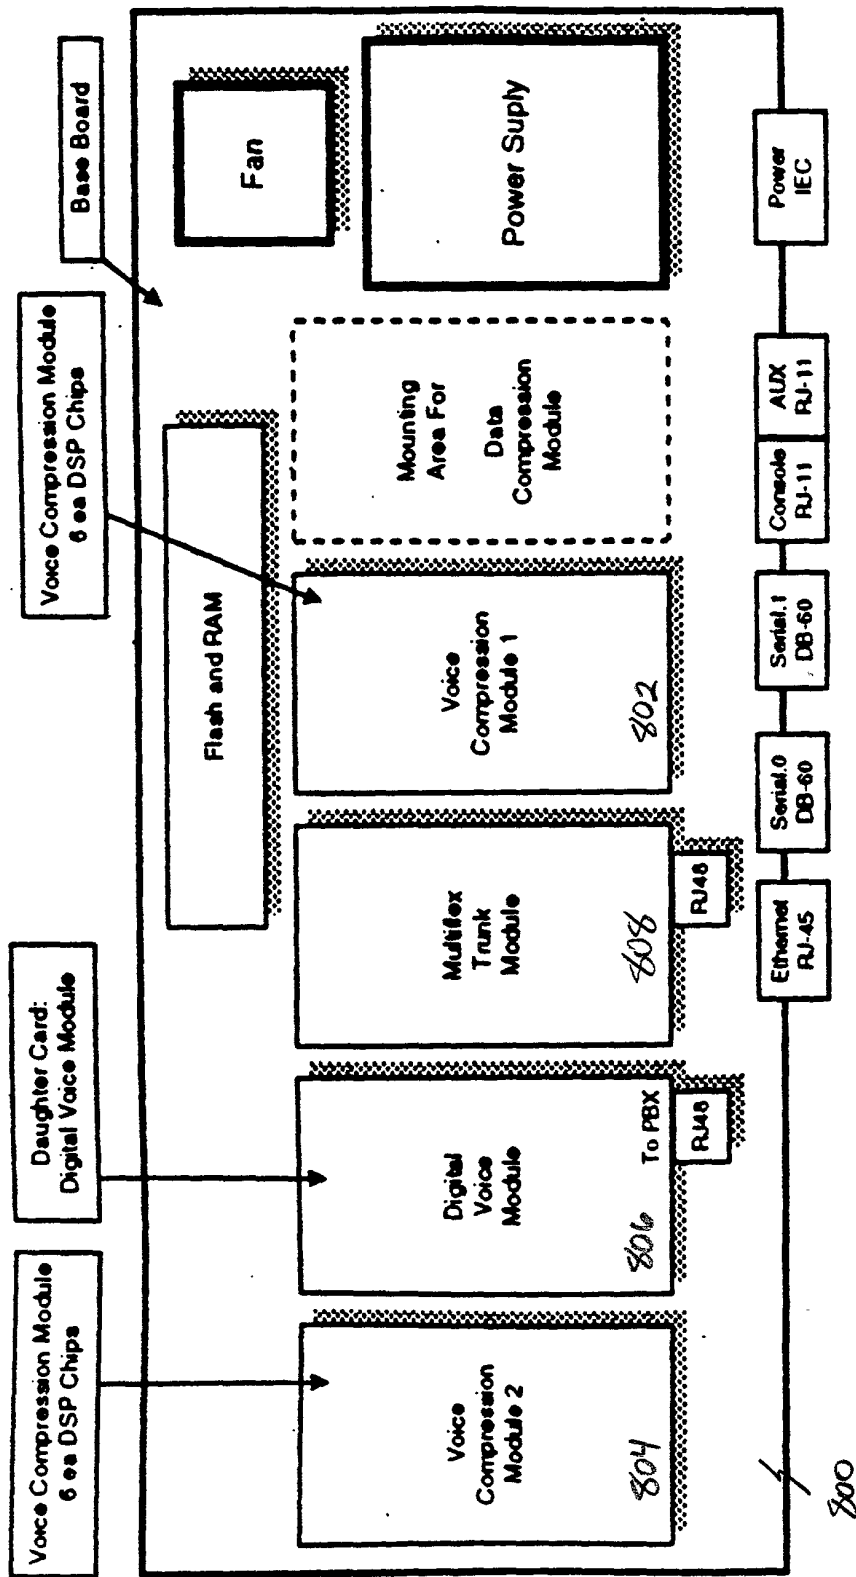 Voice Compression Module
6 ea DSP Chips
Daughter Card:
Digital Voice Module
Voice Compression Module
6 ea DSP Chips
Base Board
Flash and RAM
Fan
Voice
Compression
Module 2
804
Digital
Voice
Module
806
To PBX
RJ48
Multiflex
Trunk
Module
808
RJ48
Voice
Compression
Module 1
802
Mounting
Area For
Data
Compression
Module
Power Suply
Ethernet
RJ-45
Serial.0
DB-60
Serial.1
DB-60
Console
RJ-11
AUX
RJ-11
Power
IEC
800